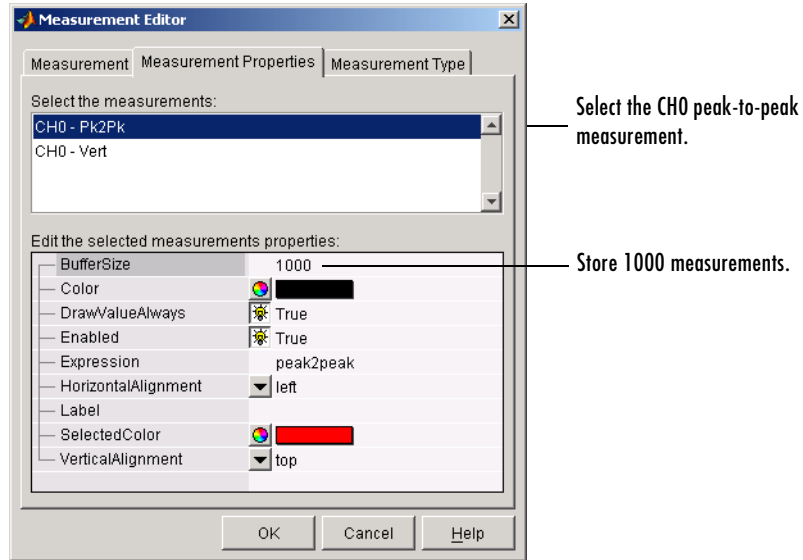 Measurement Editor
Measurement Measurement Properties Measurement Type
Select the measurements:
CH0 - Pk2Pk
CH0 - Vert
Select the CH0 peak-to-peak
measurement.
Edit the selected measurements properties:
BufferSize 1000
Store 1000 measurements.
Color
DrawValueAlways True
Enabled True
Expression peak2peak
HorizontalAlignment left
Label
SelectedColor
VerticalAlignment top
OK Cancel Help